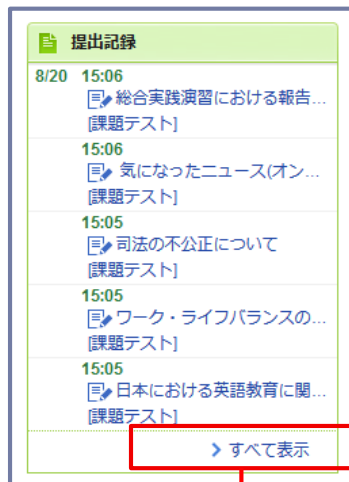 提出記録
8/20 15:06
総合実践演習における報告…
[課題テスト]
15:06
気になったニュース(オン…
[課題テスト]
15:05
司法の不公正について
[課題テスト]
15:05
ワーク・ライフバランスの…
[課題テスト]
15:05
日本における英語教育に関…
[課題テスト]
すべて表示